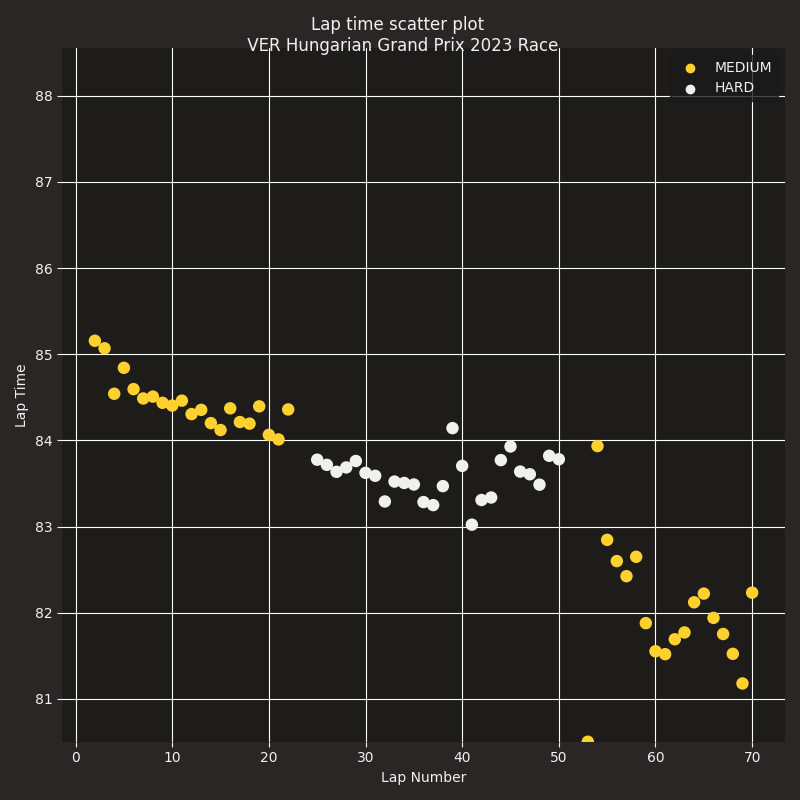 Lap time scatter plot
VER Hungarian Grand Prix 2023 Race
MEDIUM
HARD
88
87
86
85
84
83
82
81
Lap Time
0 10 20 30 40 50 60 70
Lap Number